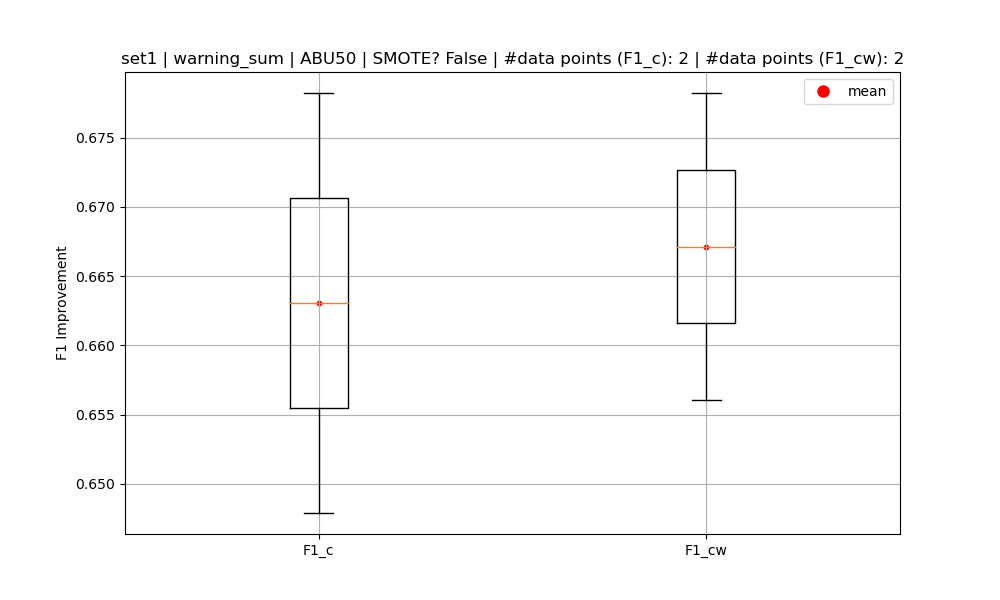 set1 | warning_sum | ABU50 | SMOTE? False | #data points (F1_c): 2 | #data points (F1_cw): 2
mean
0.675
0.670
0.665
0.660
0.655
0.650
F1 Improvement
F1_c
F1_cw